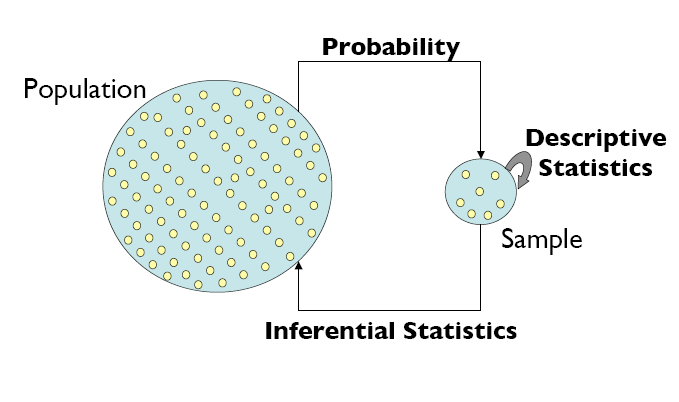 Probability
Population
Descriptive
Statistics
Sample
Inferential Statistics